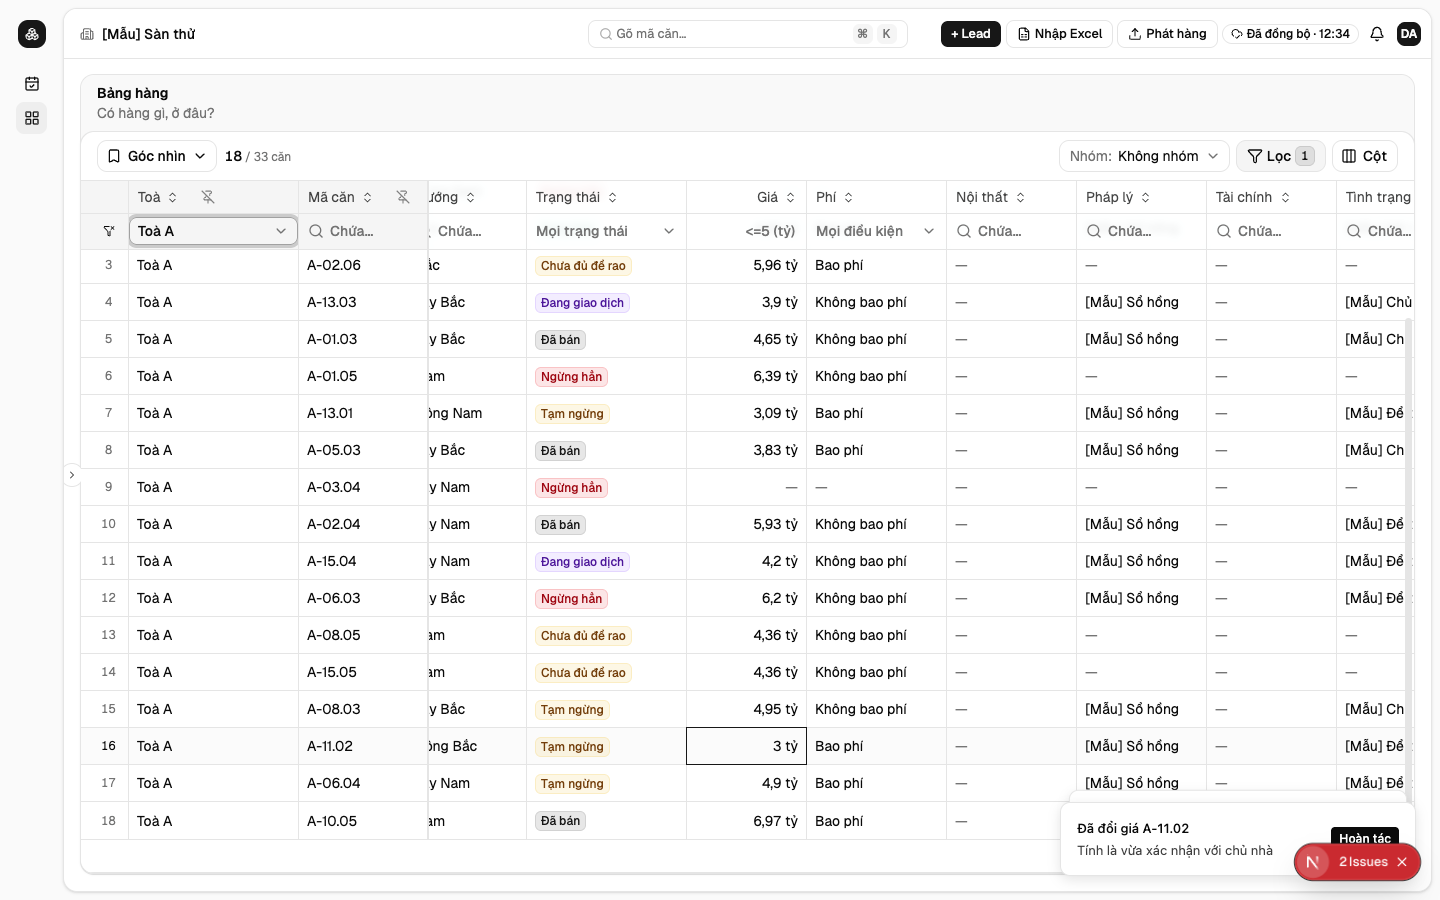 [Mẫu] Sàn thử
Gõ mã căn... ⌘ K
+ Lead
Nhập Excel
Phát hàng
Đã đồng bộ · 12:34
DA
Bảng hàng
Có hàng gì, ở đâu?
Góc nhìn 18 / 33 căn
Nhóm: Không nhóm
Lọc 1
Cột
Toà Mã căn ướng Trạng thái Giá Phí Nội thất Pháp lý Tài chính Tình trạng
Toà A Chứa... Chứa... Mọi trạng thái <=5 (tỷ) Mọi điều kiện Chứa... Chứa... Chứa... Chứa...
3 Toà A A-02.06 ắc Chưa đủ để rao 5,96 tỷ Bao phí — — — —
4 Toà A A-13.03 y Bắc Đang giao dịch 3,9 tỷ Không bao phí — [Mẫu] Sổ hồng — [Mẫu] Chủ
5 Toà A A-01.03 y Bắc Đã bán 4,65 tỷ Không bao phí — [Mẫu] Sổ hồng — [Mẫu] Ch
6 Toà A A-01.05 am Ngừng hẳn 6,39 tỷ Không bao phí — — — —
7 Toà A A-13.01 ông Nam Tạm ngừng 3,09 tỷ Bao phí — [Mẫu] Sổ hồng — [Mẫu] Để
8 Toà A A-05.03 y Bắc Đã bán 3,83 tỷ Bao phí — [Mẫu] Sổ hồng — [Mẫu] Ch
9 Toà A A-03.04 y Nam Ngừng hẳn — — — — — —
10 Toà A A-02.04 y Nam Đã bán 5,93 tỷ Không bao phí — [Mẫu] Sổ hồng — [Mẫu] Để
11 Toà A A-15.04 y Nam Đang giao dịch 4,2 tỷ Không bao phí — [Mẫu] Sổ hồng — [Mẫu] Để
12 Toà A A-06.03 y Bắc Ngừng hẳn 6,2 tỷ Không bao phí — [Mẫu] Sổ hồng — [Mẫu] Để
13 Toà A A-08.05 am Chưa đủ để rao 4,36 tỷ Không bao phí — — — —
14 Toà A A-15.05 am Chưa đủ để rao 4,36 tỷ Không bao phí — — — —
15 Toà A A-08.03 y Bắc Tạm ngừng 4,95 tỷ Không bao phí — [Mẫu] Sổ hồng — [Mẫu] Ch
16 Toà A A-11.02 ông Bắc Tạm ngừng 3 tỷ Bao phí — [Mẫu] Sổ hồng — [Mẫu] Để
17 Toà A A-06.04 y Nam Tạm ngừng 4,9 tỷ Bao phí — [Mẫu] Sổ hồng — [Mẫu] Để
18 Toà A A-10.05 am Đã bán 6,97 tỷ Bao phí —
Đã đổi giá A-11.02
Tính là vừa xác nhận với chủ nhà
Hoàn tác
N 2 Issues